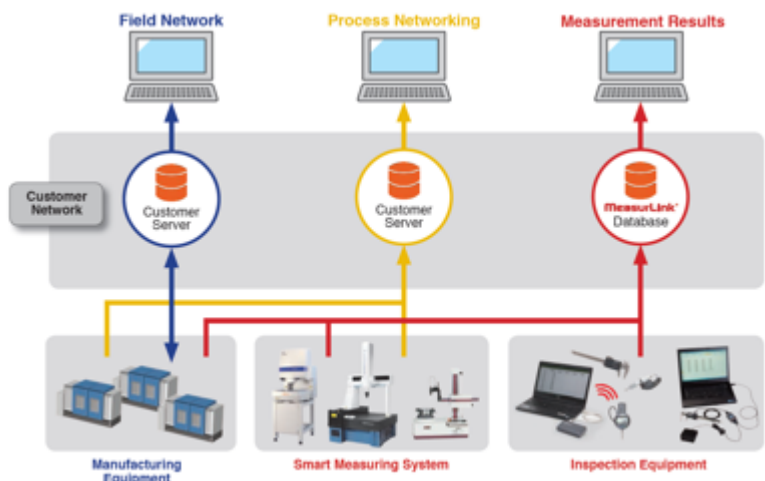 Field Network
Process Networking
Measurement Results
Customer
Network
Customer
Server
Customer
Server
MeasurLink®
Database
Manufacturing
Equipment
Smart Measuring System
Inspection Equipment